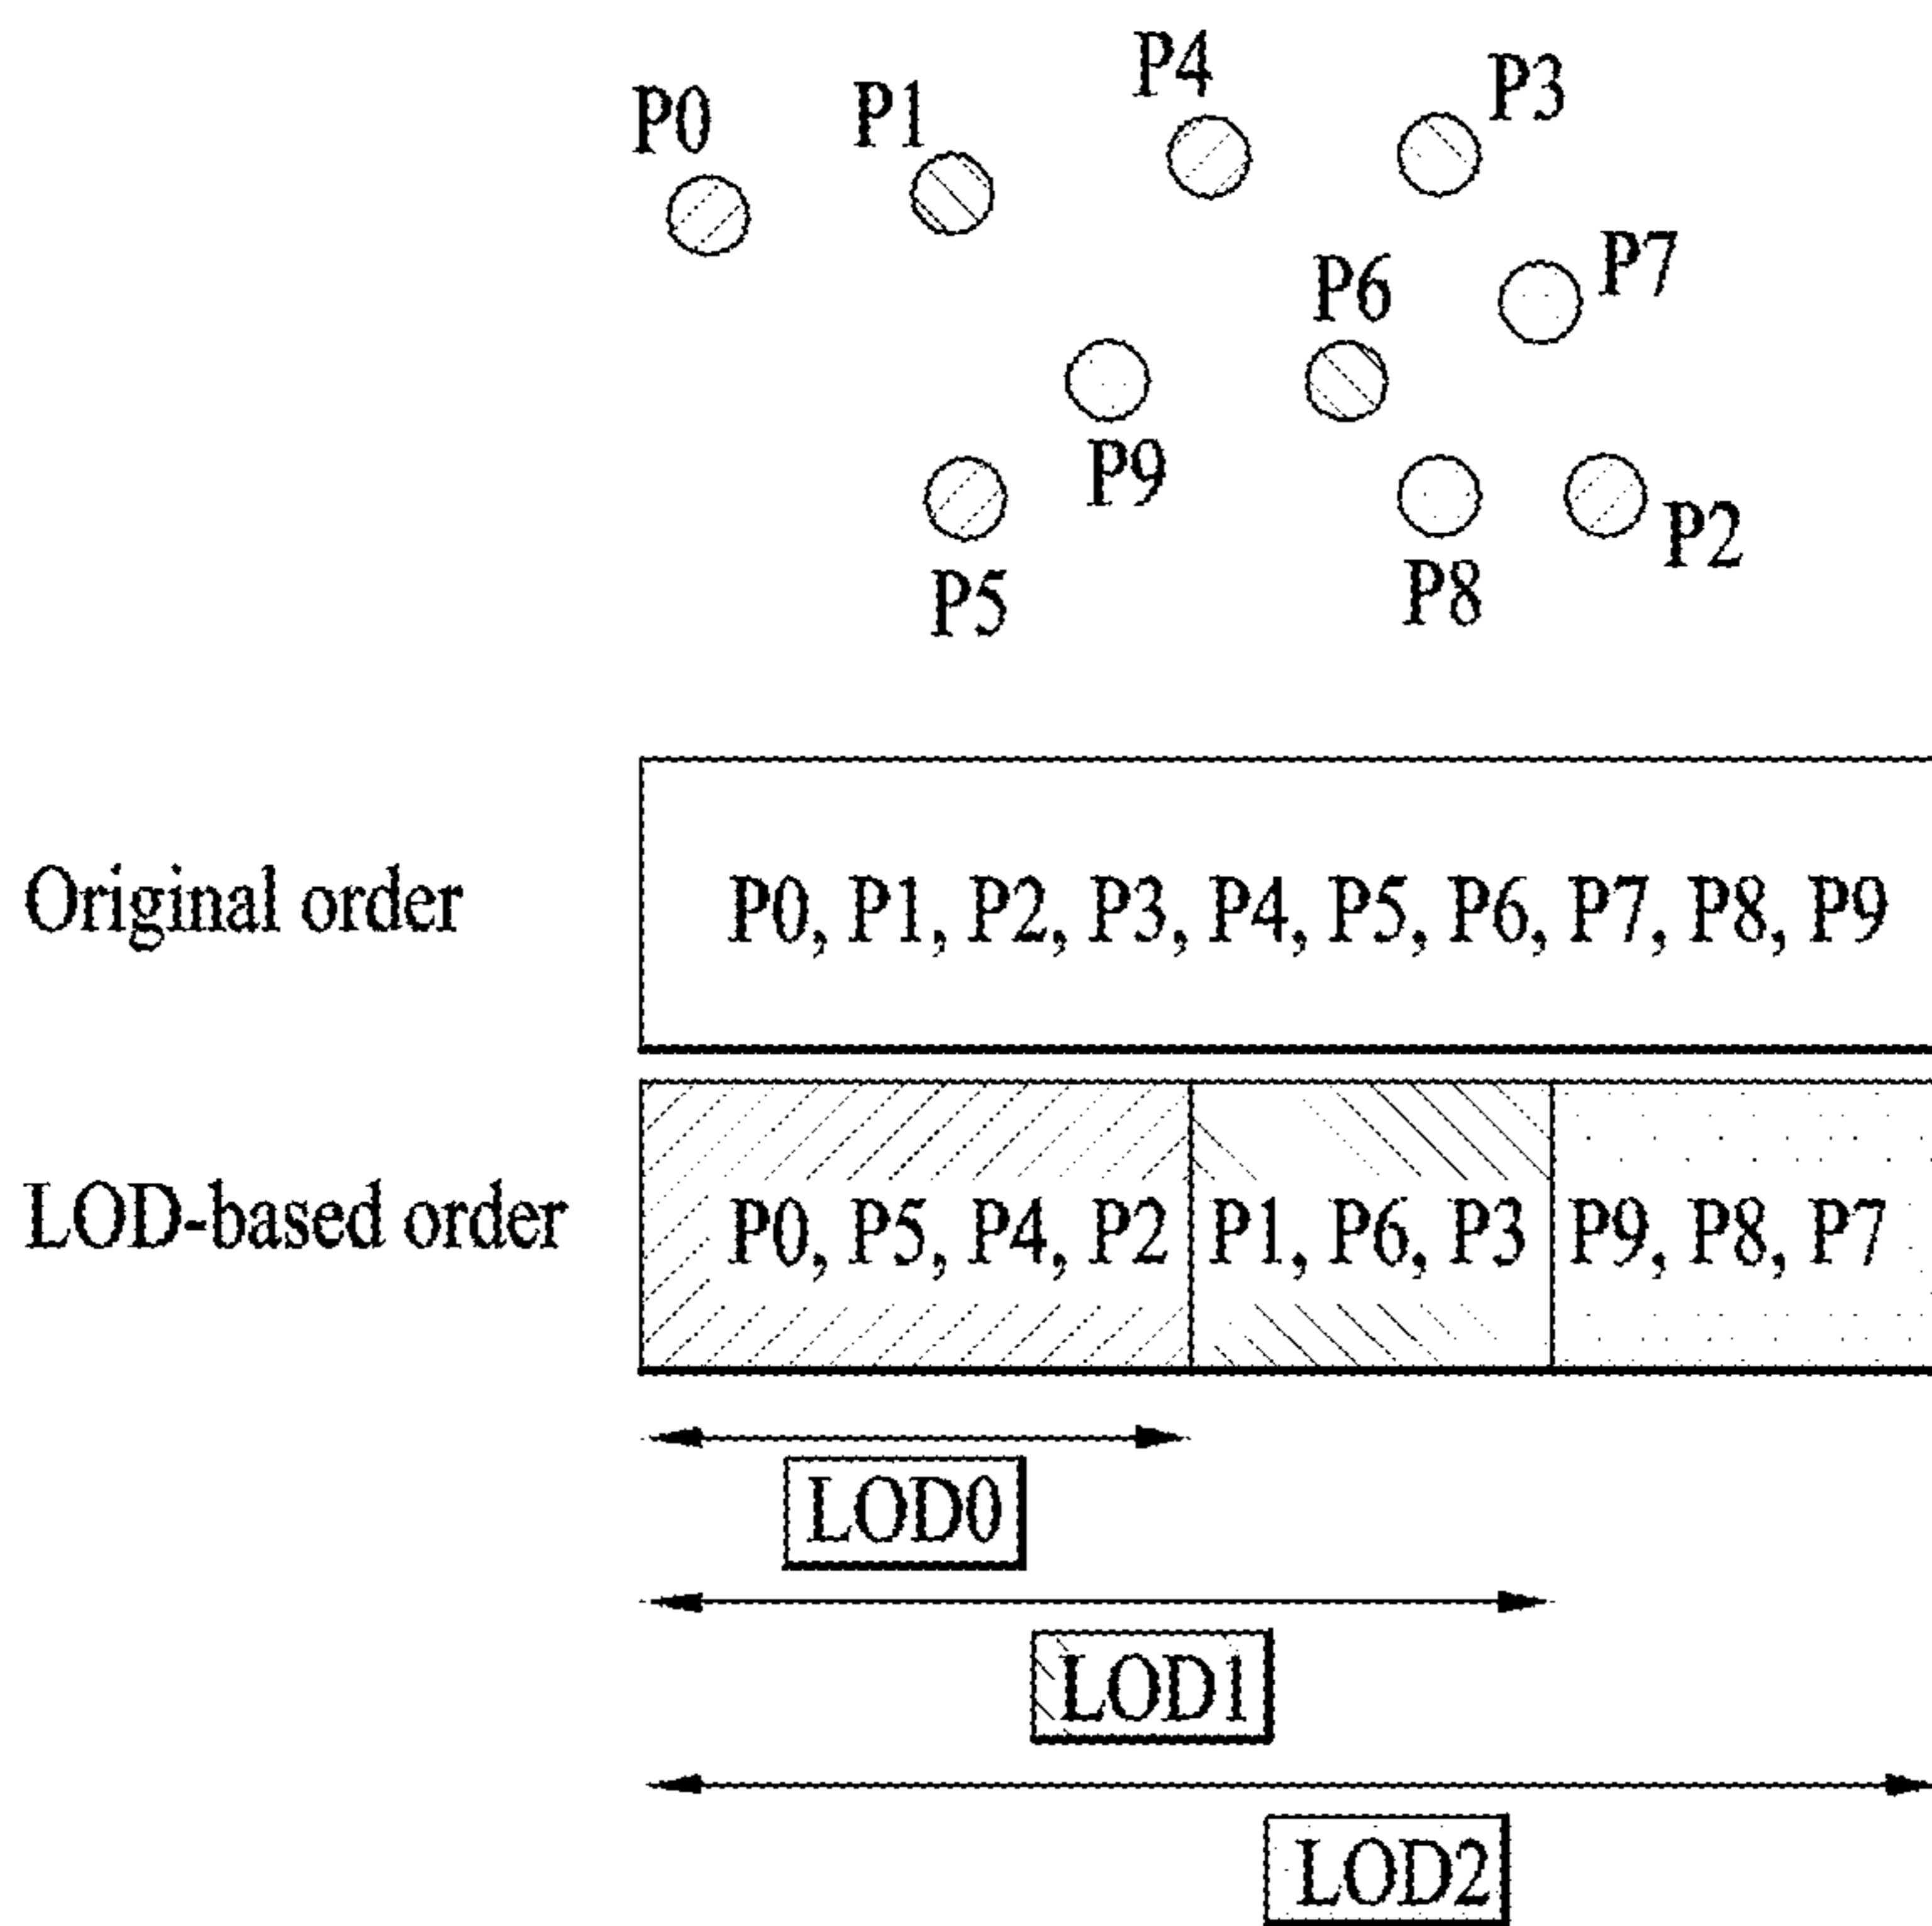 P4
P3
P0
P1
P7
P6
P9
P2
P8
P5
Original order
P0, P1, P2, P3, P4, P5, P6, P7, P8, P9
LOD-based order
P0, P5, P4, P2
P1, P6, P3
P9, P8, P7
LOD0
LOD1
LOD2